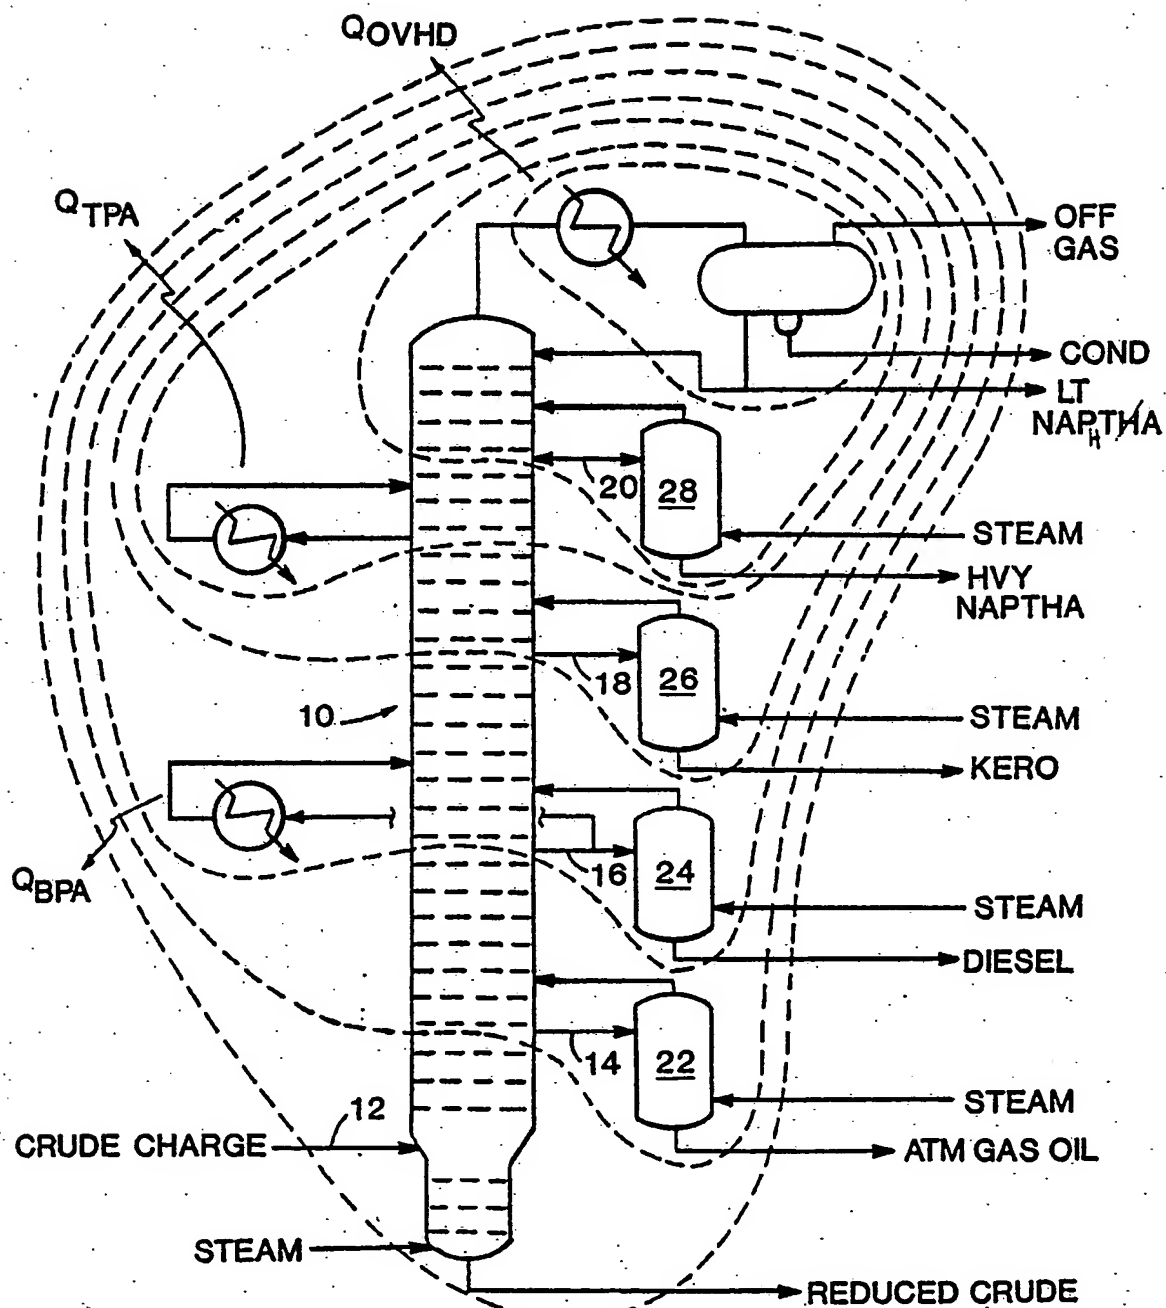 QOVHD
QTPA
OFF
GAS
COND
LT
NAPTHA
H
20
28
STEAM
HVY
NAPTHA
18
26
10
STEAM
KERO
16
24
QBPA
STEAM
DIESEL
14
22
12
STEAM
CRUDE CHARGE
ATM GAS OIL
STEAM
REDUCED CRUDE